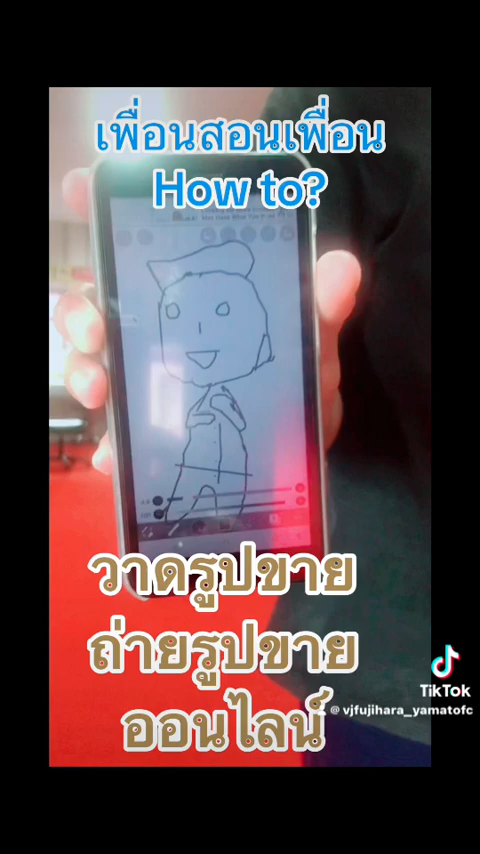 เพื่อนสอนเพื่อน
How to?
วาดรูปขาย
ถ่ายรูปขาย
ออนไลน์
TikTok
@vjfujihara_yamatofc